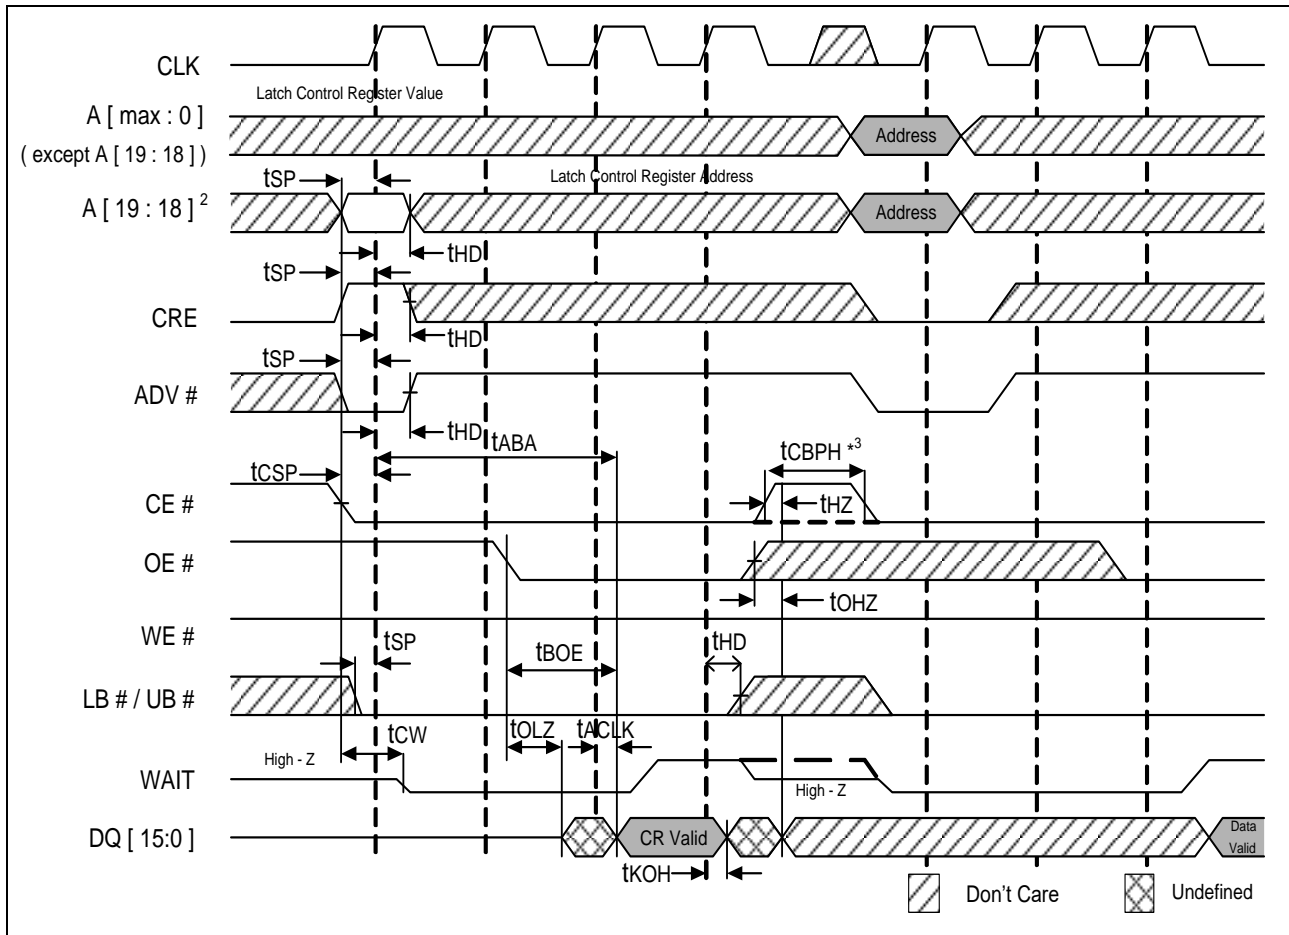 CLK
Latch Control Register Value
A [ max : 0 ]
( except A [ 19 : 18 ] )
Address
tSP
Latch Control Register Address
A [ 19 : 18 ] 2
Address
tHD
tSP
CRE
tHD
tSP
ADV #
tHD
tABA
tCBPH *3
tCSP
CE #
tHZ
OE #
tOHZ
WE #
tSP
tHD
tBOE
LB # / UB #
tCW
tOLZ
tACLK
High - Z
WAIT
High - Z
DQ [ 15:0 ]
CR Valid
Data
Valid
tKOH
Don't Care
Undefined